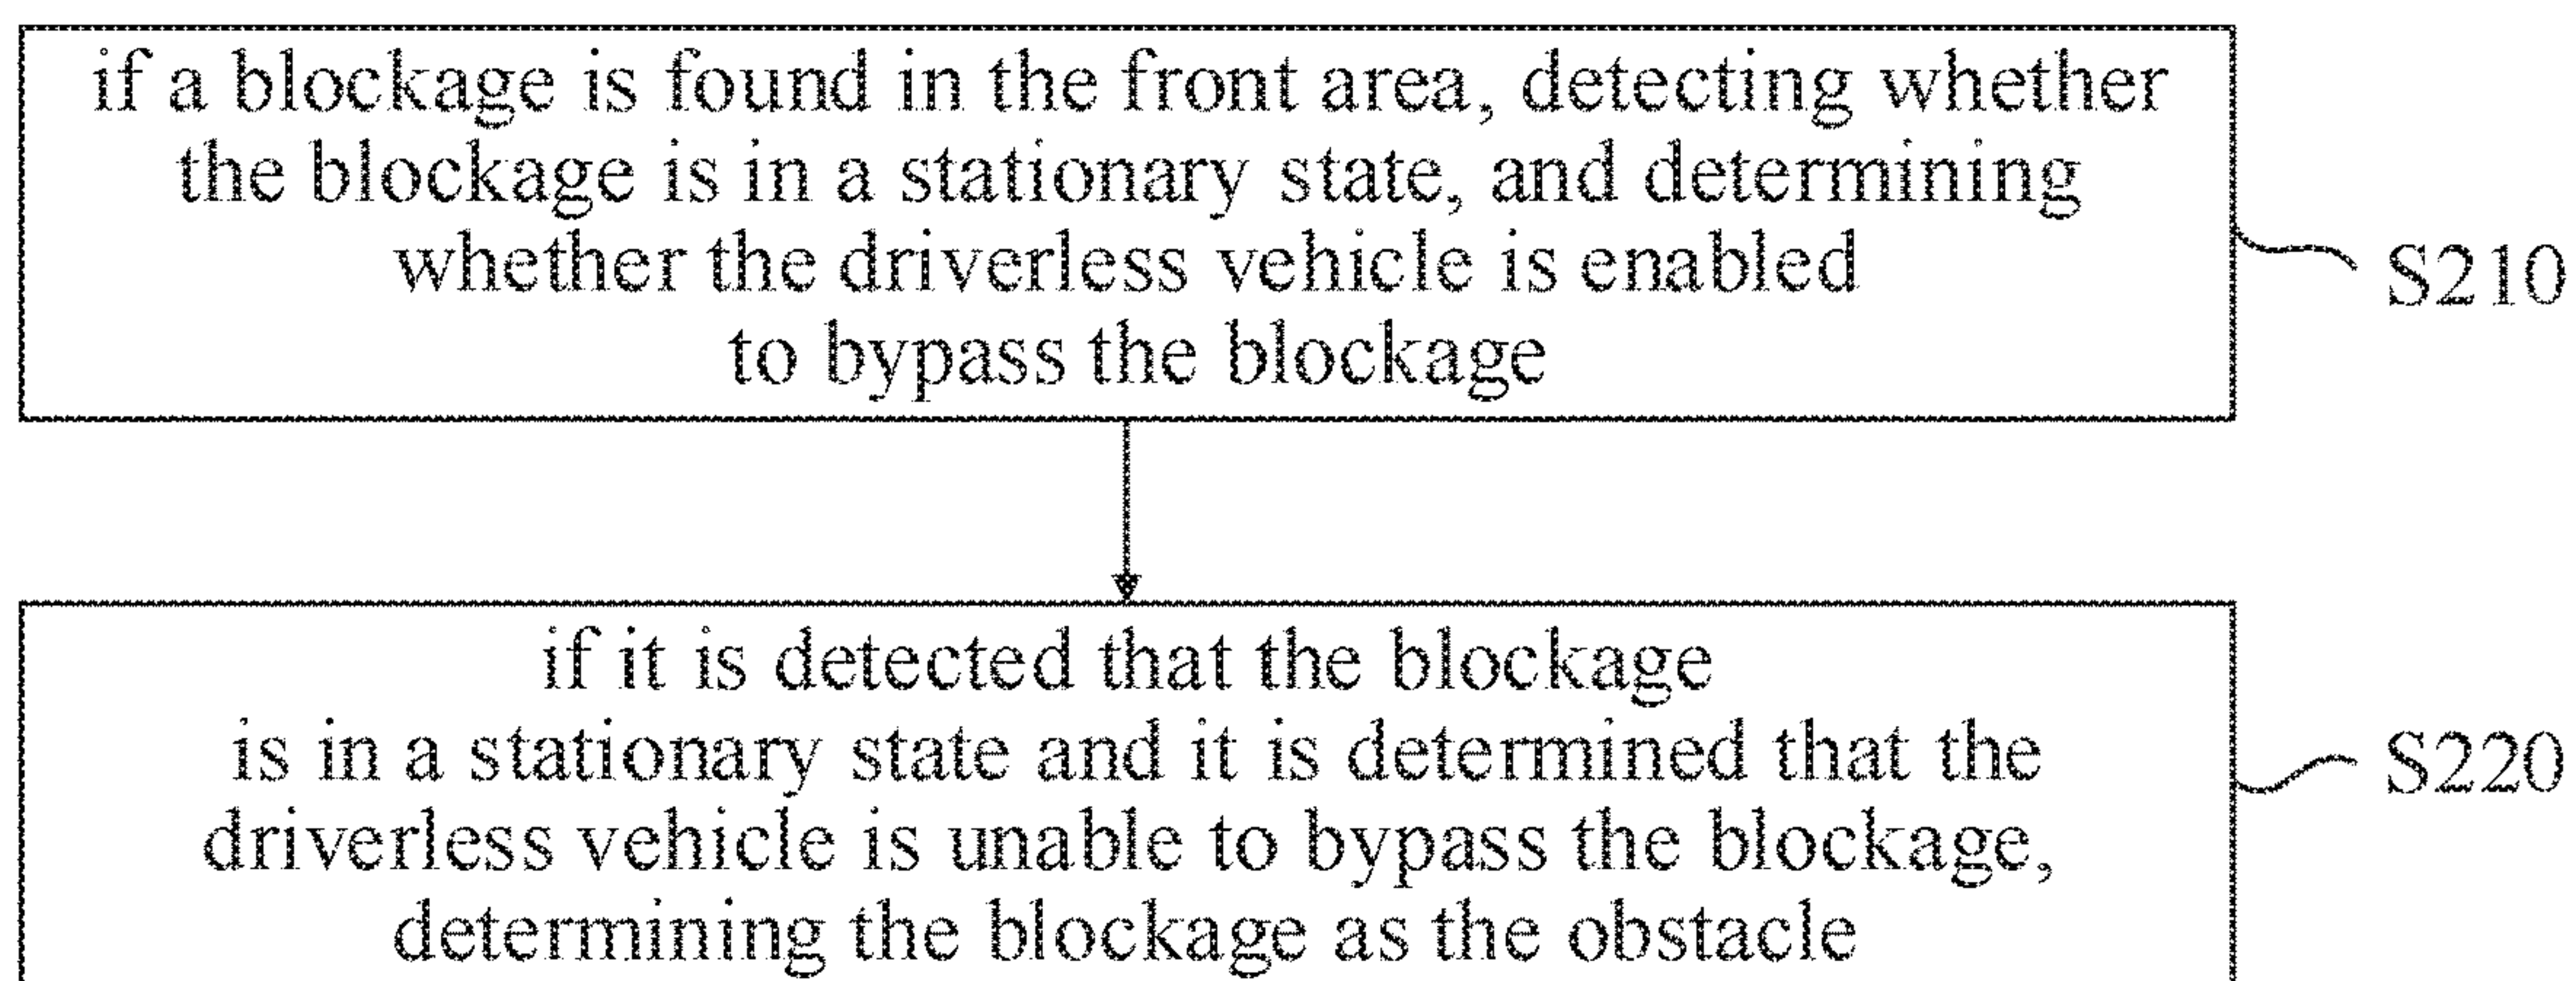 if a blockage is found in the front area, detecting whether
the blockage is in a stationary state, and determining
whether the driverless vehicle is enabled
to bypass the blockage
S210
if it is detected that the blockage
is in a stationary state and it is determined that the
driverless vehicle is unable to bypass the blockage,
determining the blockage as the obstacle
S220